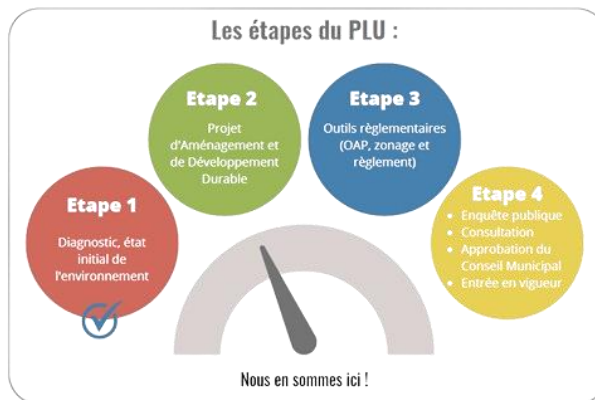 Les étapes du PLU :
Etape 1
Diagnostic, état
initial de
l'environnement
Etape 2
Projet
d'Aménagement et
de Développement
Durable
Etape 3
Outils règlementaires
(OAP, zonage et
règlement)
Etape 4
• Enquête publique
• Consultation
• Approbation du
Conseil Municipal
• Entrée en vigueur
Nous en sommes ici !